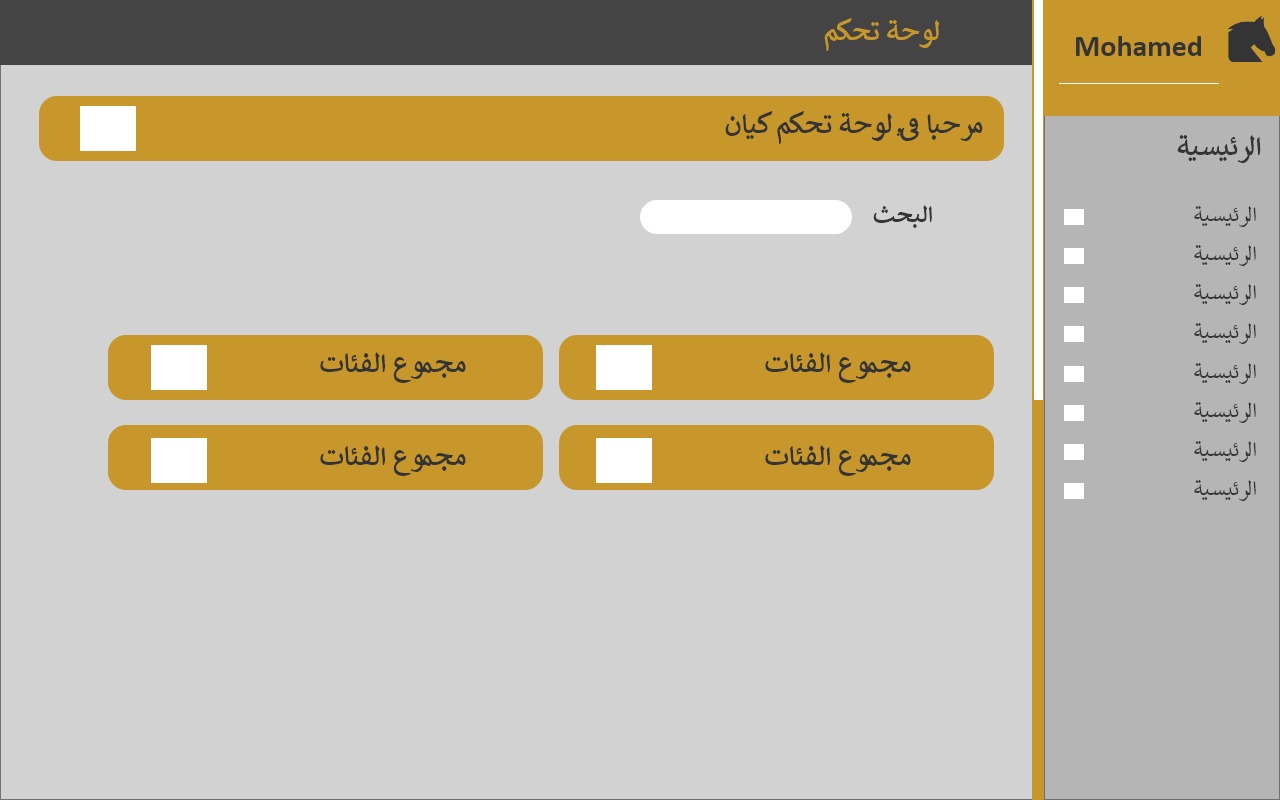 Mohamed
لوحة تحكم
مرحبا في لوحة تحكم كيان
الرئيسية
البحث
الرئيسية
الرئيسية
الرئيسية
الرئيسية
الرئيسية
الرئيسية
الرئيسية
الرئيسية
مجموع الفئات
مجموع الفئات
مجموع الفئات
مجموع الفئات